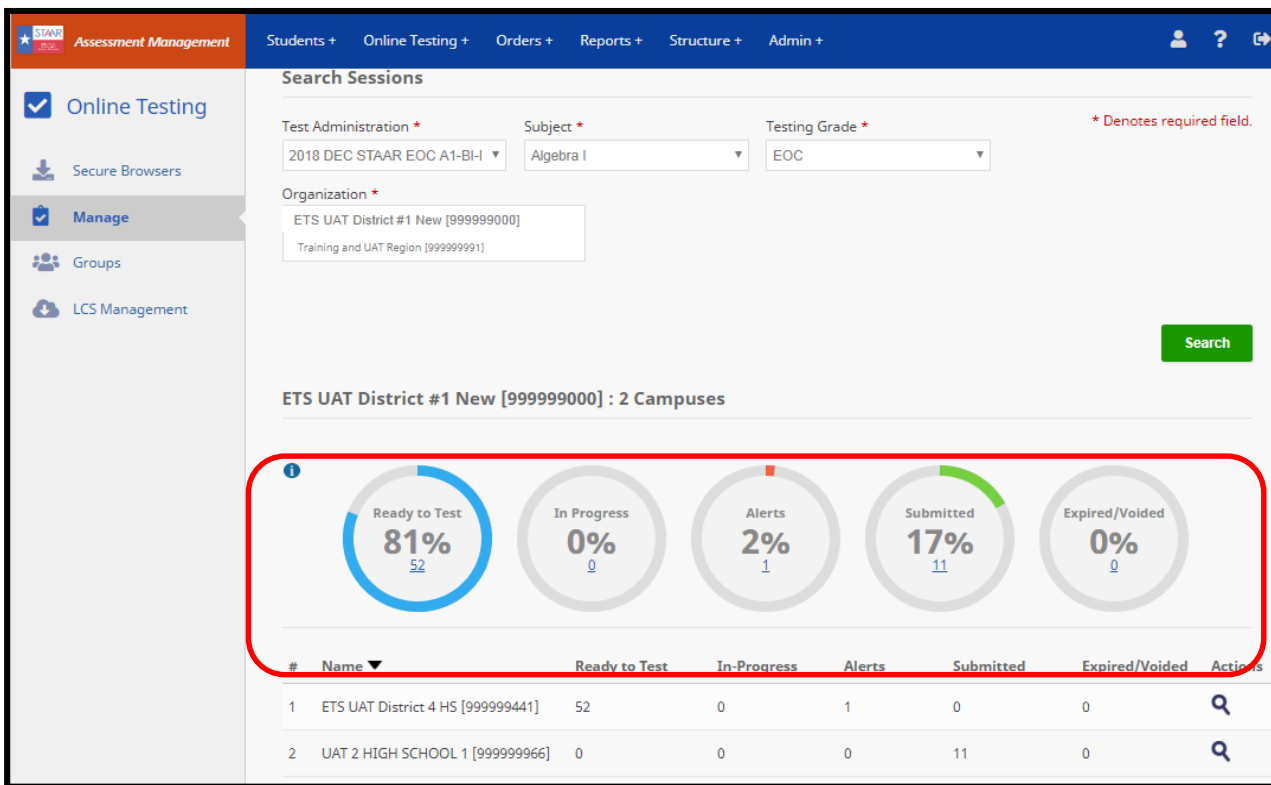 STAAR
Assessment Management
Students +
Online Testing +
Orders +
Reports +
Structure +
Admin +
?
Online Testing
Secure Browsers
Manage
Groups
LCS Management
Search Sessions
* Denotes required field.
Test Administration *
Subject *
Testing Grade *
2018 DEC STAAR EOC A1-BI-I
Algebra I
EOC
Organization *
ETS UAT District #1 New [999999000]
Training and UAT Region [999999991]
Search
ETS UAT District #1 New [999999000] : 2 Campuses
Ready to Test
81%
52
In Progress
0%
0
Alerts
2%
1
Submitted
17%
11
Expired/Voided
0%
0
# Name Ready to Test In-Progress Alerts Submitted Expired/Voided Actions
1 ETS UAT District 4 HS [999999441] 52 0 1 0 0
2 UAT 2 HIGH SCHOOL 1 [999999966] 0 0 0 11 0